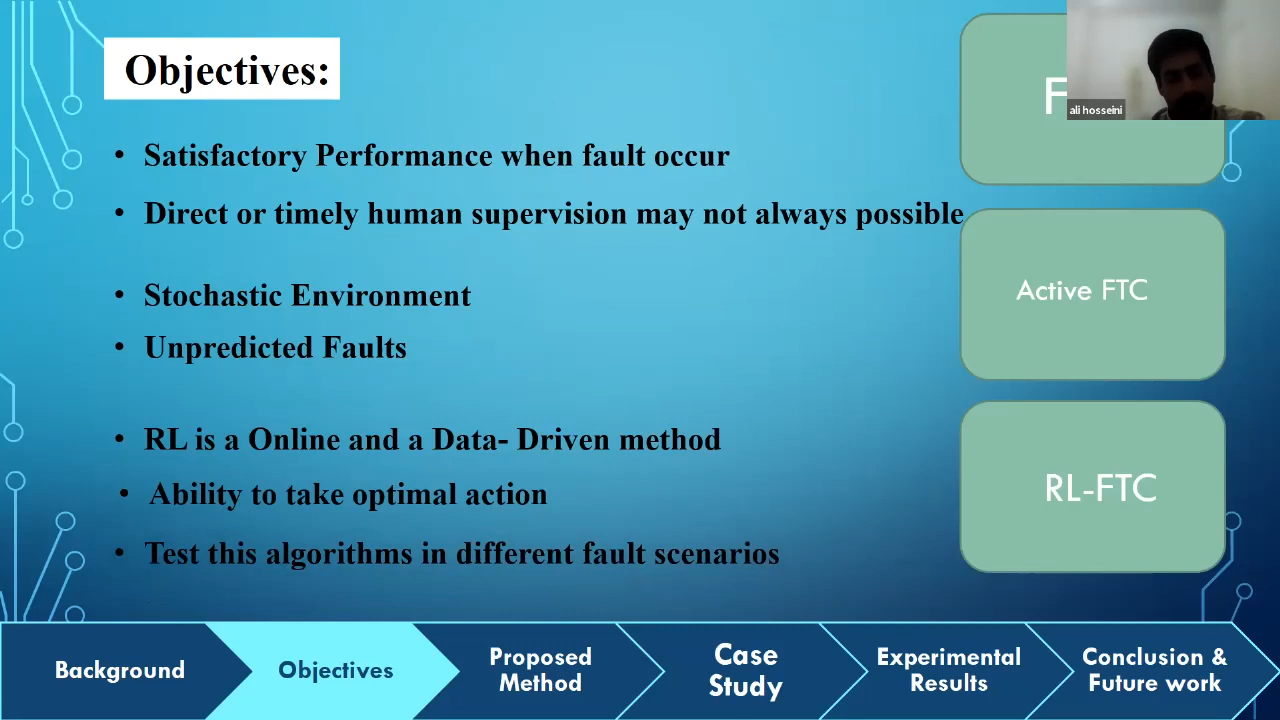 Objectives:
• Satisfactory Performance when fault occur
• Direct or timely human supervision may not always possible
• Stochastic Environment
• Unpredicted Faults
• RL is a Online and a Data- Driven method
• Ability to take optimal action
• Test this algorithms in different fault scenarios
ali hosseini
Active FTC
RL-FTC
Background
Objectives
Proposed
Method
Case
Study
Experimental
Results
Conclusion &
Future work